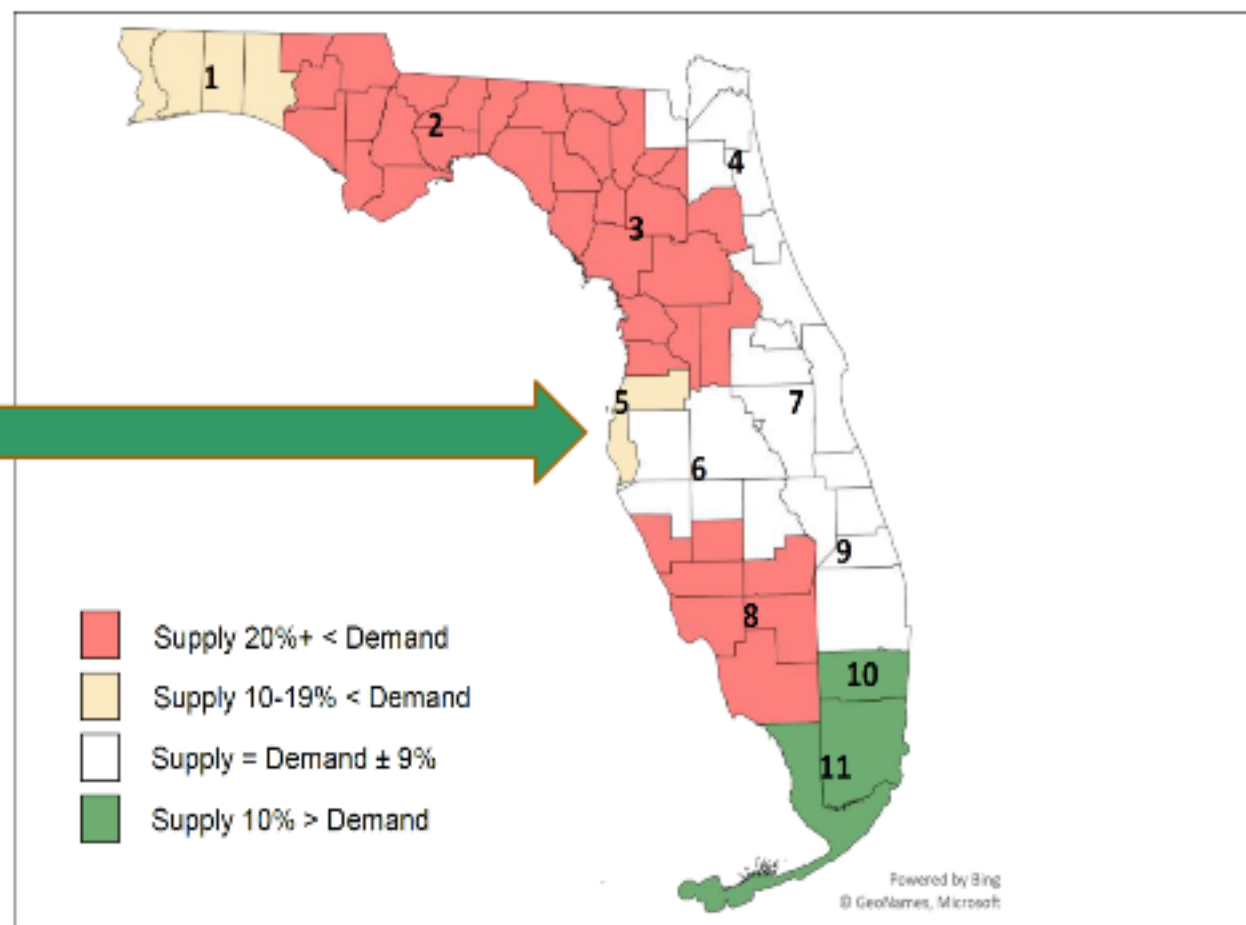 1
2
4
3
5
7
6
9
8
10
11
Supply 20%+ < Demand
Supply 10-19% < Demand
Supply = Demand ± 9%
Supply 10% > Demand
Powered by Bing
© GeoNames, Microsoft